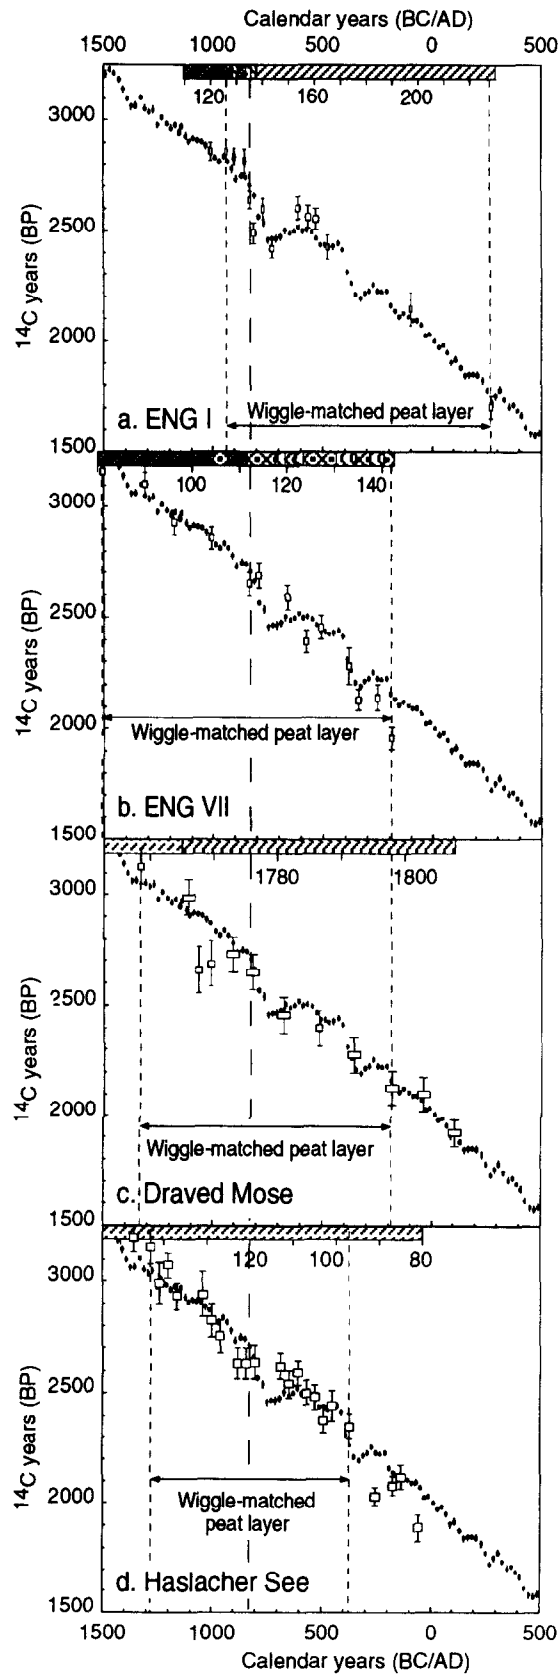 Calendar years (BC/AD)
1500 1000 500 0 500
120 160 200
3000
2500
2000
1500
14C years (BP)
Wiggle-matched peat layer
a. ENG I
100 120 140
3000
2500
2000
1500
14C years (BP)
Wiggle-matched peat layer
b. ENG VII
1780 1800
3000
2500
2000
1500
14C years (BP)
Wiggle-matched peat layer
c. Draved Mose
120 100 80
3000
2500
2000
1500
14C years (BP)
Wiggle-matched
peat layer
d. Haslacher See
1500 1000 500 0 500
Calendar years (BC/AD)